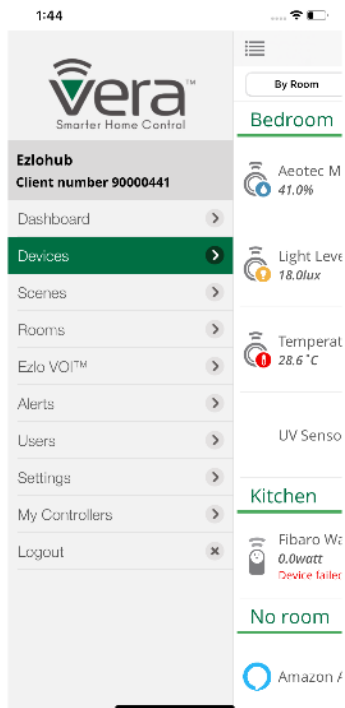 1:44
vera™
Smarter Home Control
Ezlohub
Client number 90000441
Dashboard
Devices
Scenes
Rooms
Ezlo VOI™
Alerts
Users
Settings
My Controllers
Logout
By Room
Bedroom
Aeotec M
41.0%
Light Leve
18.0lux
Temperat
28.6˚C
UV Senso
Kitchen
Fibaro Wa
0.0watt
Device failed
No room
Amazon A